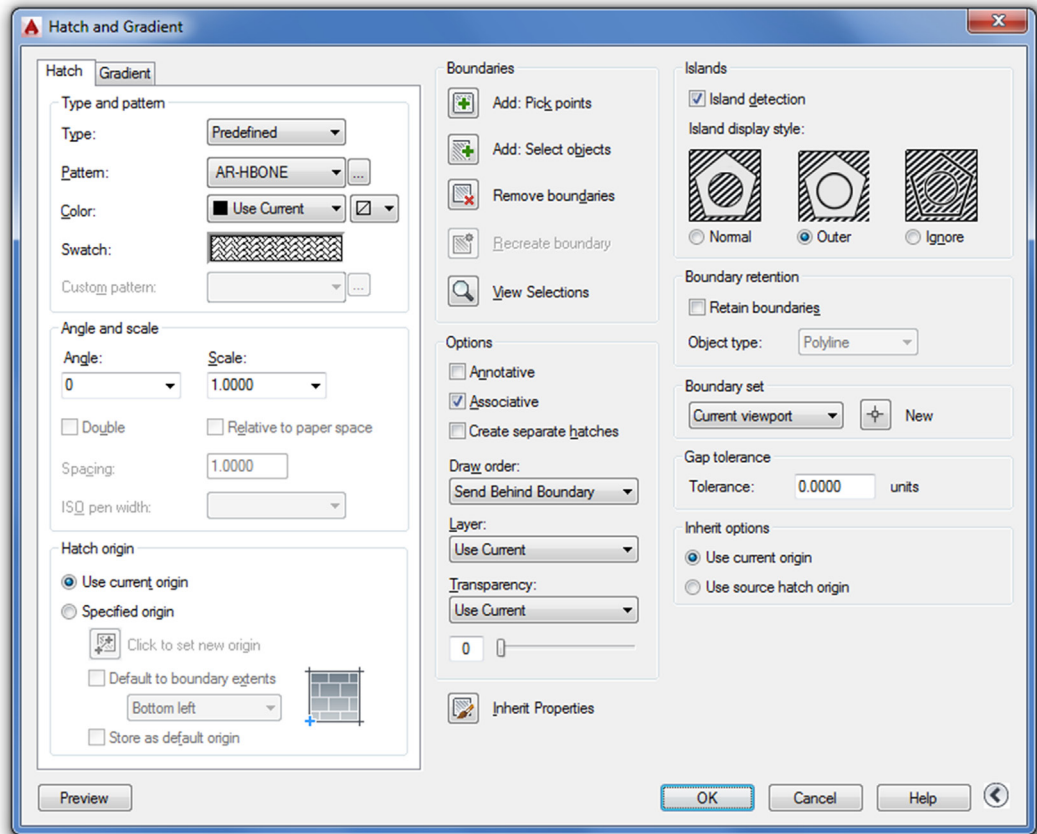 Hatch and Gradient
Hatch
Gradient
Type and pattern
Type:
Predefined
Pattern:
AR-HBONE
...
Color:
Use Current
Swatch:
Custom pattern:
...
Angle and scale
Angle:
Scale:
0
1.0000
Double
Relative to paper space
Spacing:
1.0000
ISO pen width:
Hatch origin
Use current origin
Specified origin
Click to set new origin
Default to boundary extents
Bottom left
Store as default origin
Preview
Boundaries
Add: Pick points
Add: Select objects
Remove boundaries
Recreate boundary
View Selections
Options
Annotative
Associative
Create separate hatches
Draw order:
Send Behind Boundary
Layer:
Use Current
Transparency:
Use Current
0
Inherit Properties
Islands
Island detection
Island display style:
Normal
Outer
Ignore
Boundary retention
Retain boundaries
Object type:
Polyline
Boundary set
Current viewport
New
Gap tolerance
Tolerance:
0.0000
units
Inherit options
Use current origin
Use source hatch origin
OK
Cancel
Help